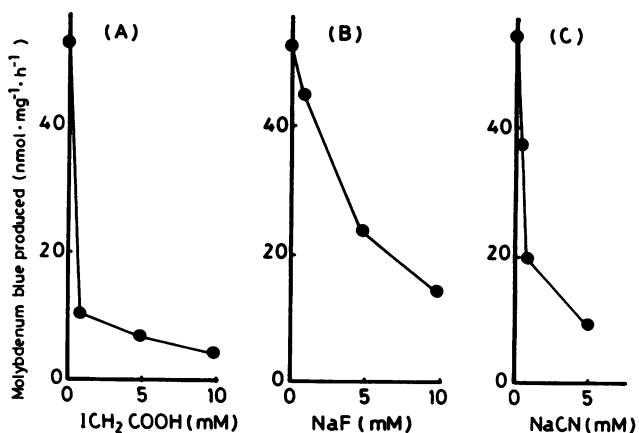 (A)
(B)
(C)
Molybdenum blue produced (nmol·mg⁻¹·h⁻¹)
40
20
0
0 5 10
ICH₂COOH (mM)
40
20
0
0 5 10
NaF (mM)
40
20
0
0 5
NaCN (mM)